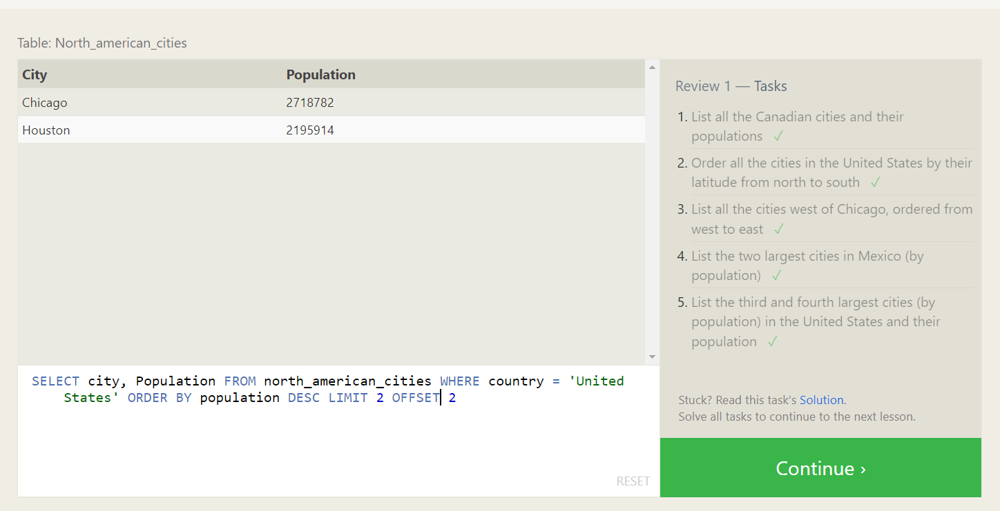 Table: North_american_cities
City Population
Chicago 2718782
Houston 2195914
SELECT city, Population FROM north_american_cities WHERE country = 'United
States' ORDER BY population DESC LIMIT 2 OFFSET 2
RESET
Review 1 — Tasks
1. List all the Canadian cities and their
populations ✓
2. Order all the cities in the United States by their
latitude from north to south ✓
3. List all the cities west of Chicago, ordered from
west to east ✓
4. List the two largest cities in Mexico (by
population) ✓
5. List the third and fourth largest cities (by
population) in the United States and their
population ✓
Stuck? Read this task's Solution.
Solve all tasks to continue to the next lesson.
Continue ›